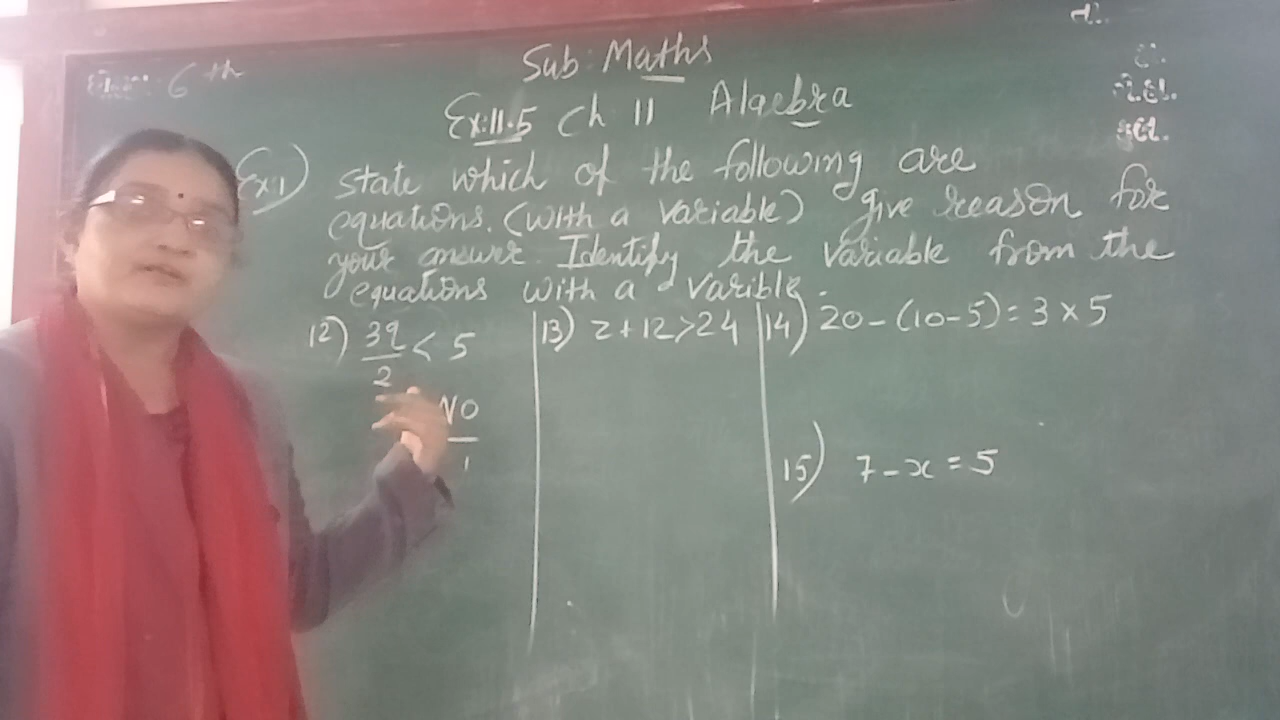 6th
Sub: Maths
Ex:11.5 Ch 11 Algebra
Ex:1) state which of the following are
equations. (with a variable) give reason for
your answer. Identify the variable from the
equations with a varible.
12) 3q/2 < 5
NO
13) z + 12 > 24
14) 20 - (10 - 5) = 3 × 5
15) 7 - x = 5